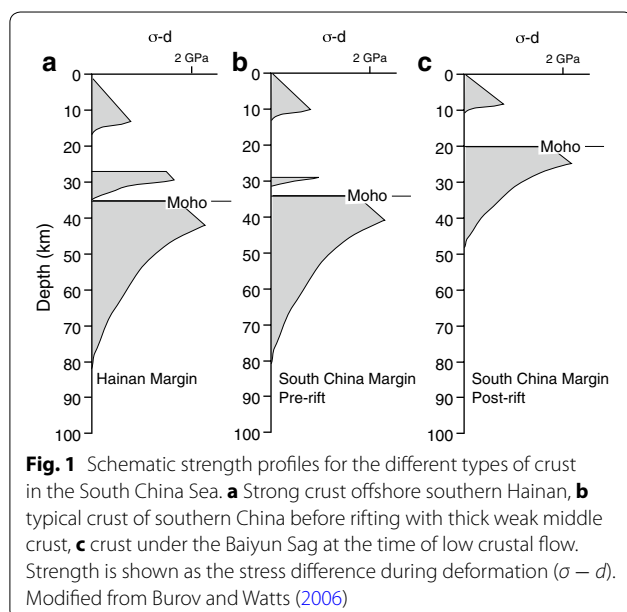 σ-d σ-d σ-d
a 2 GPa b 2 GPa c 2 GPa
0 0 0
10 10 10
20 20 20
Moho
30 30 30
Moho Moho
40 40 40
Depth (km)
50 50 50
60 60 60
70 70 70
80 80 80
Hainan Margin South China Margin South China Margin
90 Pre-rift 90 Post-rift 90
100 100 100
Fig. 1 Schematic strength profiles for the different types of crust
in the South China Sea. a Strong crust offshore southern Hainan, b
typical crust of southern China before rifting with thick weak middle
crust, c crust under the Baiyun Sag at the time of low crustal flow.
Strength is shown as the stress difference during deformation (σ − d).
Modified from Burov and Watts (2006)